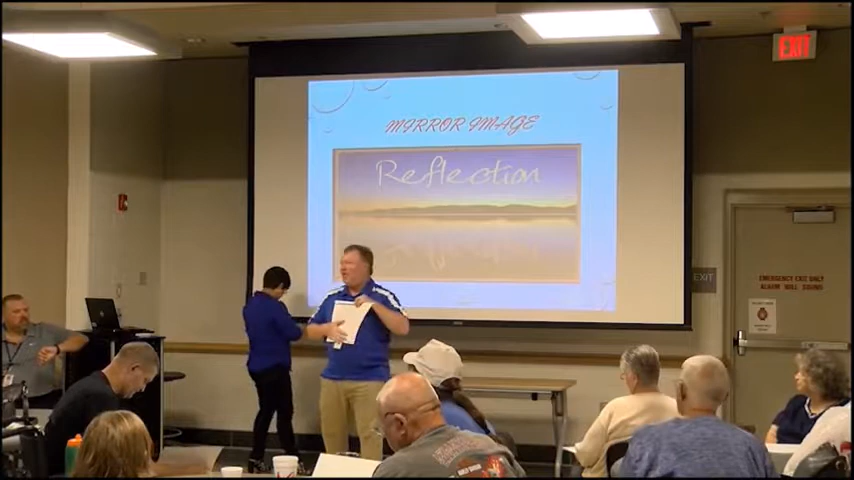 EXIT
MIRROR IMAGE
Reflection
EXIT
EMERGENCY EXIT ONLY
ALARM WILL SOUND